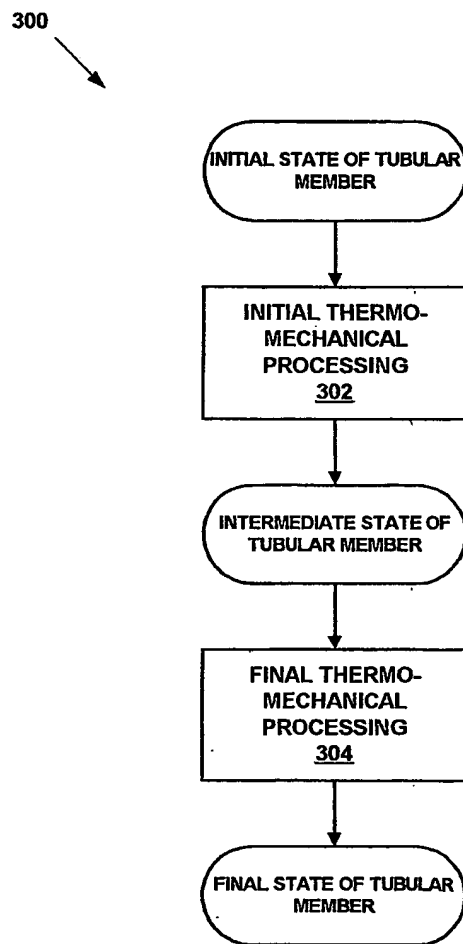 300
INITIAL STATE OF TUBULAR
MEMBER
INITIAL THERMO-
MECHANICAL
PROCESSING
302
INTERMEDIATE STATE OF
TUBULAR MEMBER
FINAL THERMO-
MECHANICAL
PROCESSING
304
FINAL STATE OF TUBULAR
MEMBER